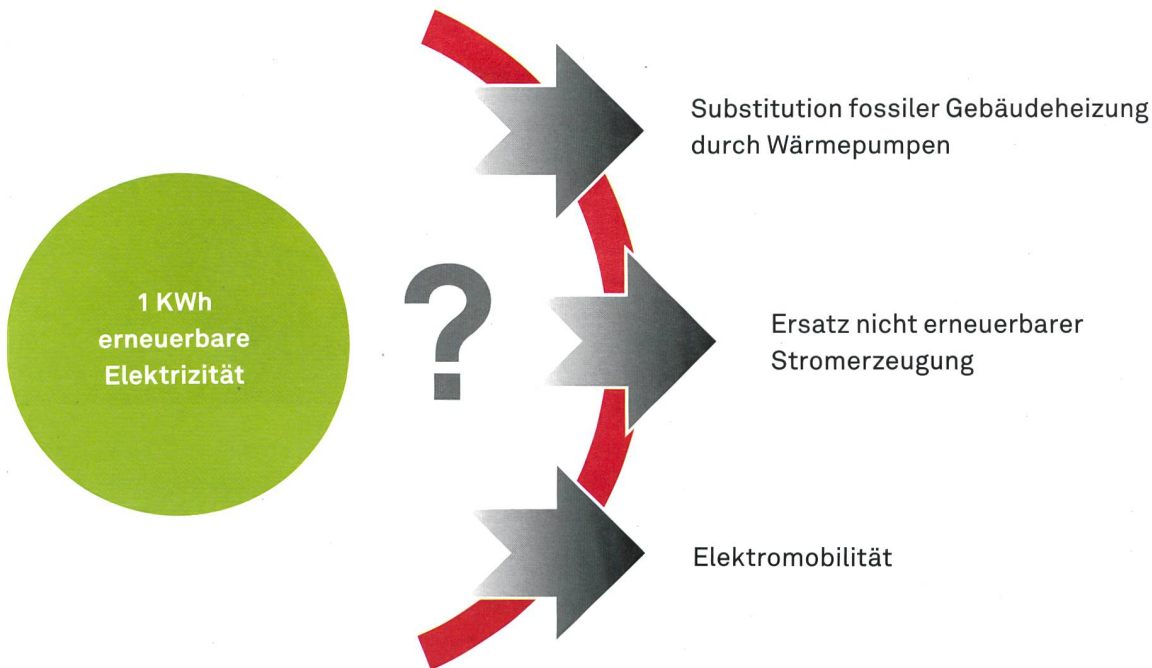 Substitution fossiler Gebäudeheizung
durch Wärmepumpen
1 KWh
erneuerbare
Elektrizität
?
Ersatz nicht erneuerbarer
Stromerzeugung
Elektromobilität